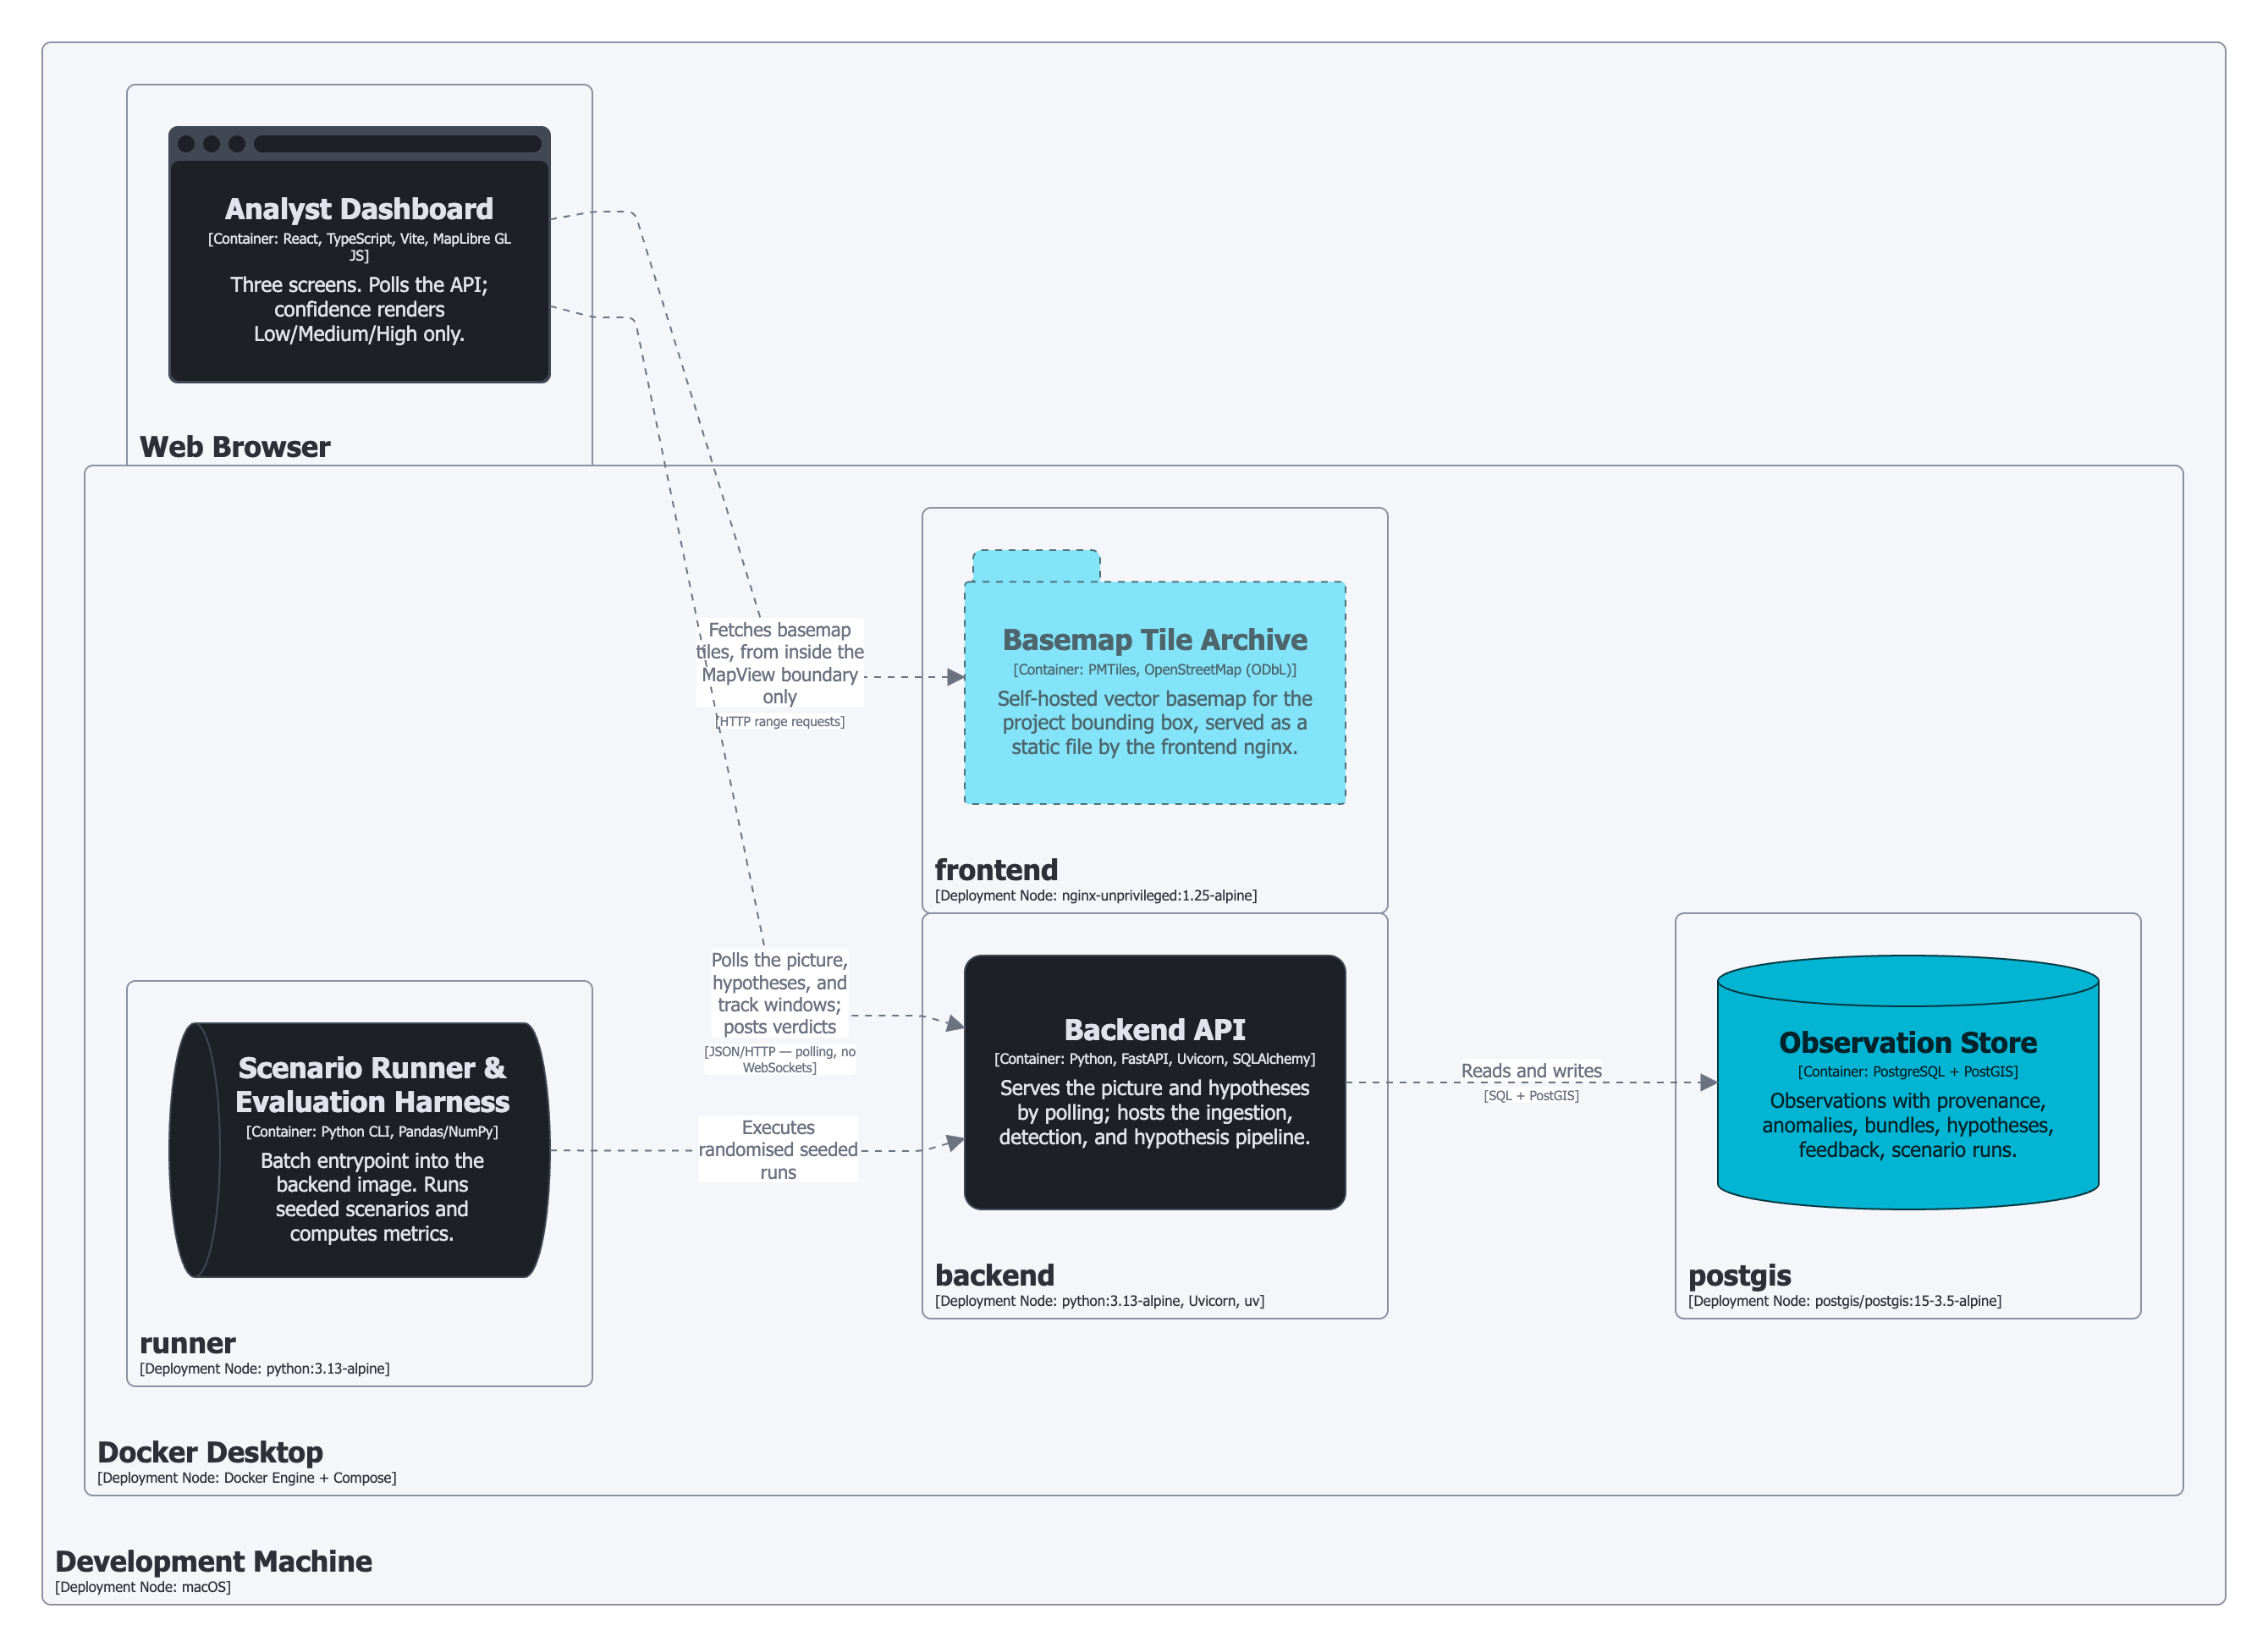 Analyst Dashboard
[Container: React, TypeScript, Vite, MapLibre GL
JS]
Three screens. Polls the API;
confidence renders
Low/Medium/High only.
Web Browser
Fetches basemap
tiles, from inside the
MapView boundary
only
[HTTP range requests]
Basemap Tile Archive
[Container: PMTiles, OpenStreetMap (ODbL)]
Self-hosted vector basemap for the
project bounding box, served as a
static file by the frontend nginx.
frontend
[Deployment Node: nginx-unprivileged:1.25-alpine]
Polls the picture,
hypotheses, and
track windows;
posts verdicts
[JSON/HTTP — polling, no
WebSockets]
Backend API
[Container: Python, FastAPI, Uvicorn, SQLAlchemy]
Serves the picture and hypotheses
by polling; hosts the ingestion,
detection, and hypothesis pipeline.
backend
[Deployment Node: python:3.13-alpine, Uvicorn, uv]
Reads and writes
[SQL + PostGIS]
Observation Store
[Container: PostgreSQL + PostGIS]
Observations with provenance,
anomalies, bundles, hypotheses,
feedback, scenario runs.
postgis
[Deployment Node: postgis/postgis:15-3.5-alpine]
Scenario Runner &
Evaluation Harness
[Container: Python CLI, Pandas/NumPy]
Batch entrypoint into the
backend image. Runs
seeded scenarios and
computes metrics.
Executes
randomised seeded
runs
runner
[Deployment Node: python:3.13-alpine]
Docker Desktop
[Deployment Node: Docker Engine + Compose]
Development Machine
[Deployment Node: macOS]